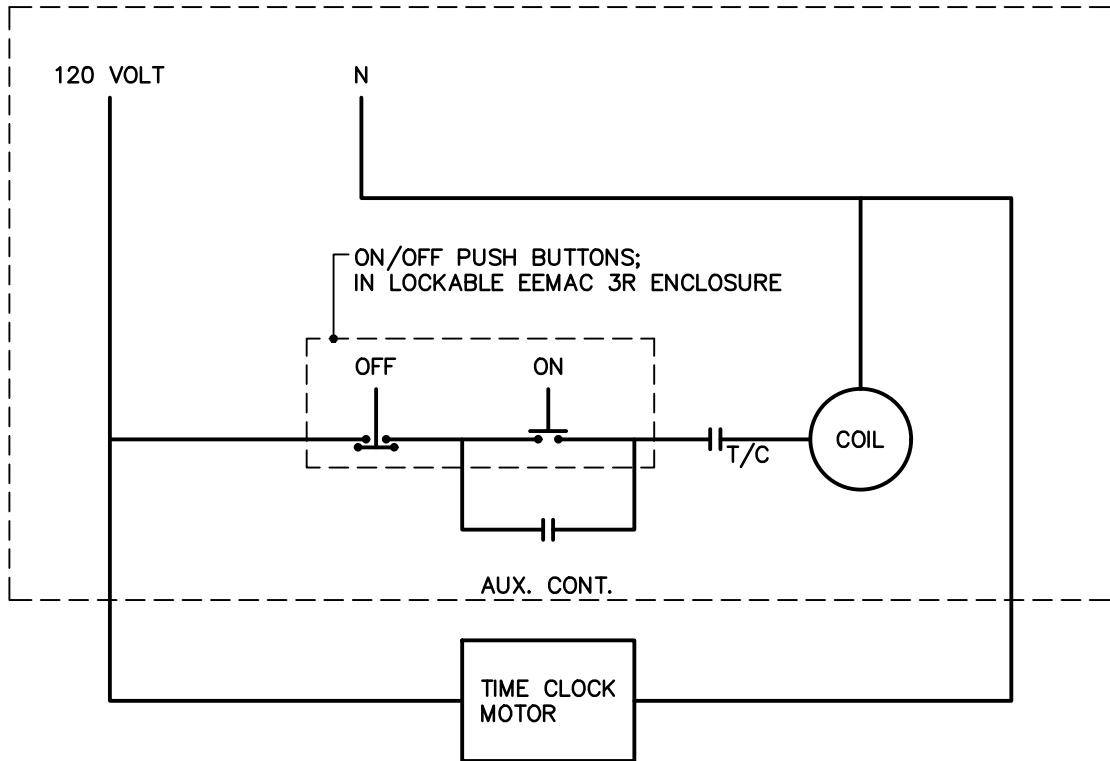 120 VOLT
N
ON/OFF PUSH BUTTONS;
IN LOCKABLE EEMAC 3R ENCLOSURE
OFF
ON
T/C
COIL
AUX. CONT.
TIME CLOCK
MOTOR